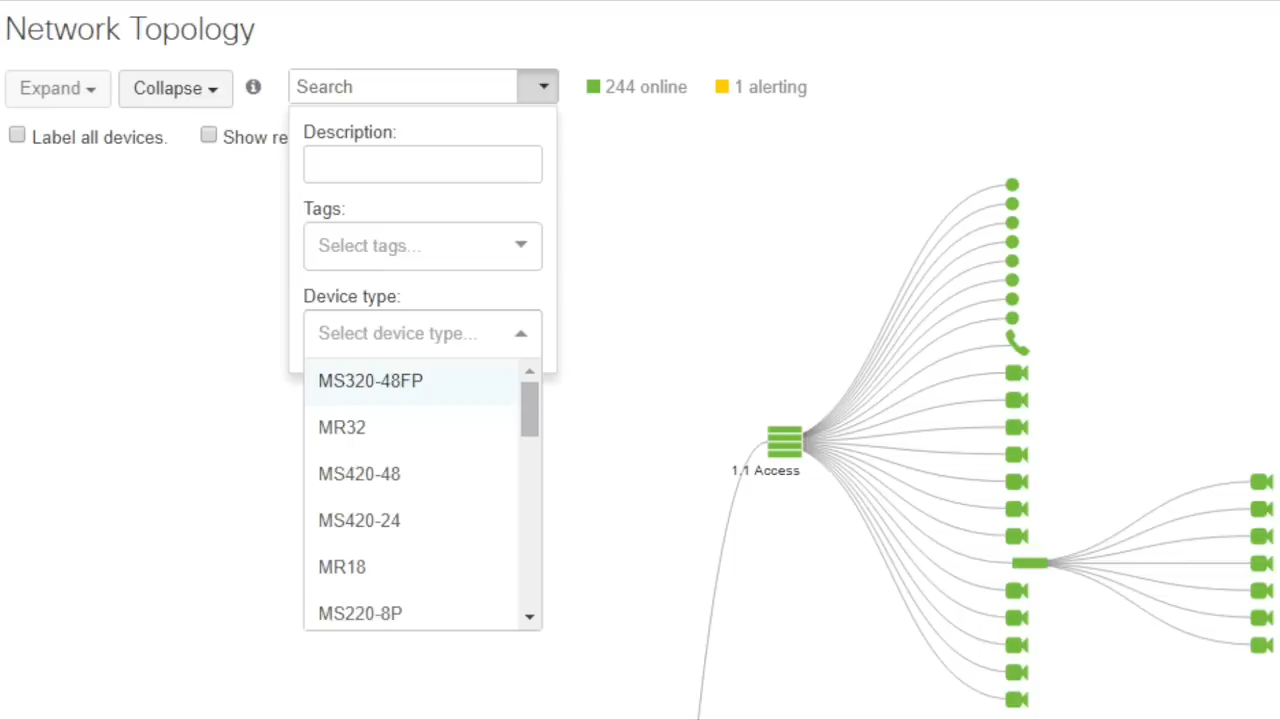 Network Topology
Expand
Collapse
Search
244 online
1 alerting
Label all devices.
Show re
Description:
Tags:
Select tags...
Device type:
Select device type...
MS320-48FP
MR32
MS420-48
MS420-24
MR18
MS220-8P
1.1 Access